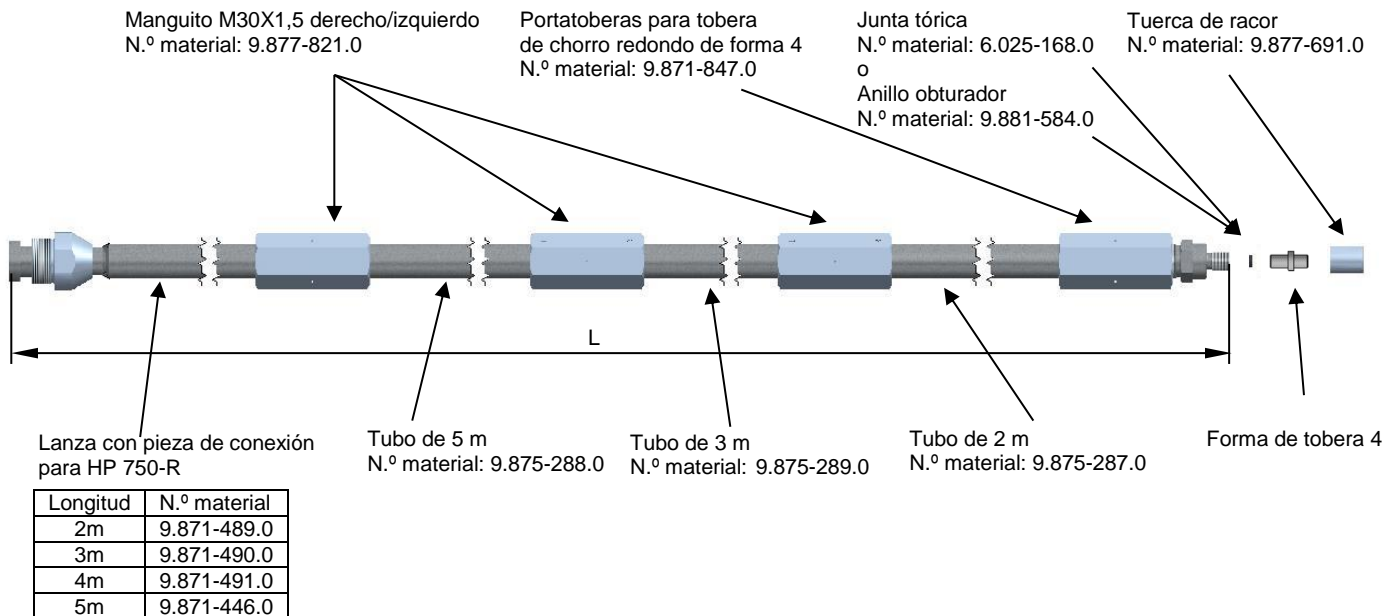 Manguito M30X1,5 derecho/izquierdo
N.º material: 9.877-821.0
Portatoberas para tobera
de chorro redondo de forma 4
N.º material: 9.871-847.0
Junta tórica
N.º material: 6.025-168.0
o
Anillo obturador
N.º material: 9.881-584.0
Tuerca de racor
N.º material: 9.877-691.0
L
Lanza con pieza de conexión
para HP 750-R
Tubo de 5 m
N.º material: 9.875-288.0
Tubo de 3 m
N.º material: 9.875-289.0
Tubo de 2 m
N.º material: 9.875-287.0
Forma de tobera 4
Longitud N.º material
2m 9.871-489.0
3m 9.871-490.0
4m 9.871-491.0
5m 9.871-446.0